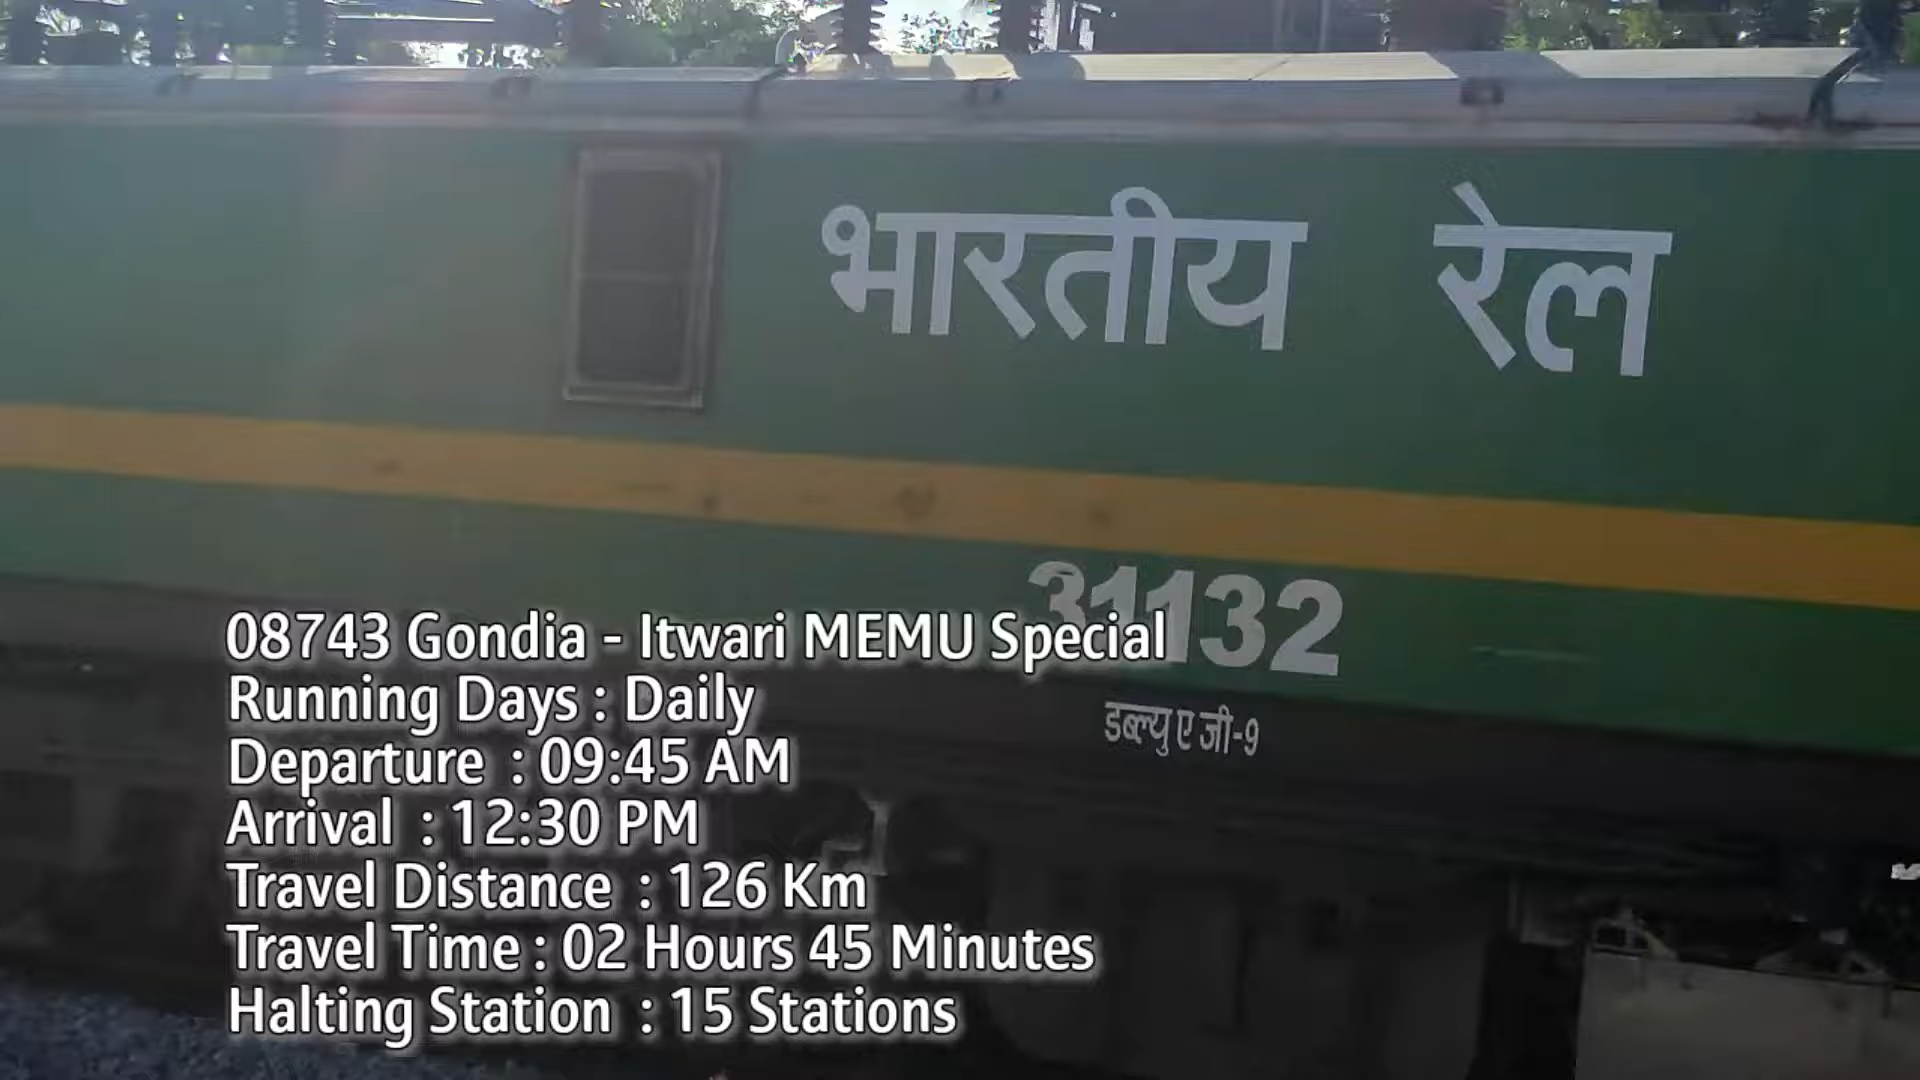 भारतीय रेल
31132
डब्ल्यु ए जी-9
08743 Gondia - Itwari MEMU Special
Running Days : Daily
Departure : 09:45 AM
Arrival : 12:30 PM
Travel Distance : 126 Km
Travel Time : 02 Hours 45 Minutes
Halting Station : 15 Stations